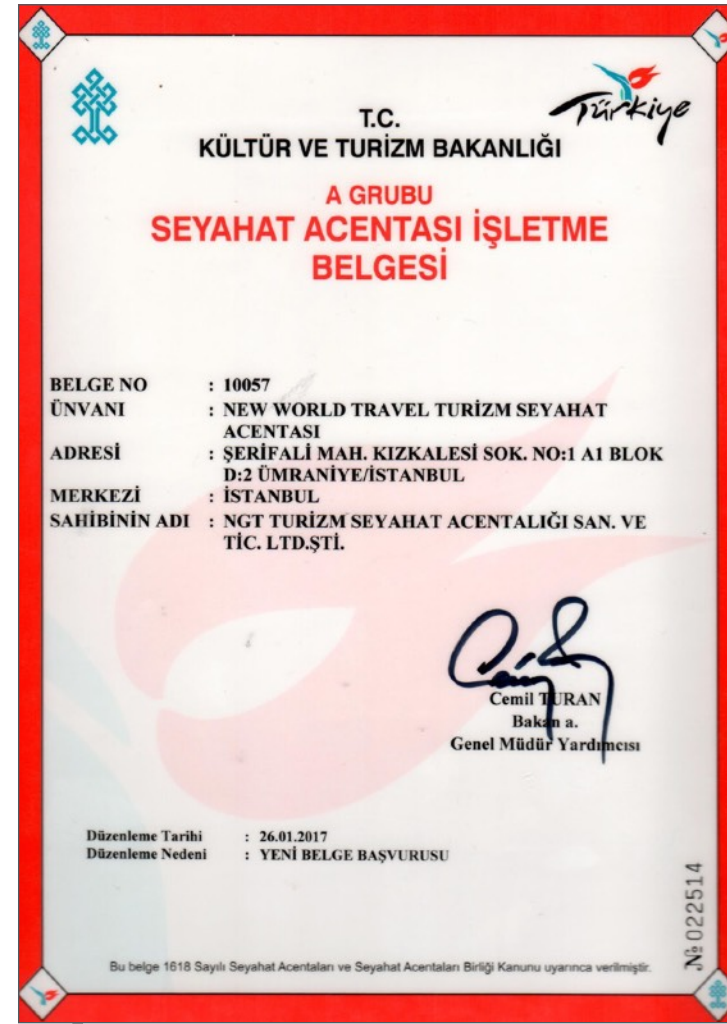 Türkiye
T.C.
KÜLTÜR VE TURİZM BAKANLIĞI
A GRUBU
SEYAHAT ACENTASI İŞLETME
BELGESİ
BELGE NO : 10057
ÜNVANI : NEW WORLD TRAVEL TURİZM SEYAHAT
ACENTASI
ADRESİ : ŞERİFALİ MAH. KIZKALESİ SOK. NO:1 A1 BLOK
D:2 ÜMRANİYE/İSTANBUL
MERKEZİ : İSTANBUL
SAHİBİNİN ADI : NGT TURİZM SEYAHAT ACENTALIĞI SAN. VE
TİC. LTD.ŞTİ.
Cemil TURAN
Bakan a.
Genel Müdür Yardımcısı
Düzenleme Tarihi : 26.01.2017
Düzenleme Nedeni : YENİ BELGE BAŞVURUSU
№ 022514
Bu belge 1618 Sayılı Seyahat Acentaları ve Seyahat Acentaları Birliği Kanunu uyarınca verilmiştir.